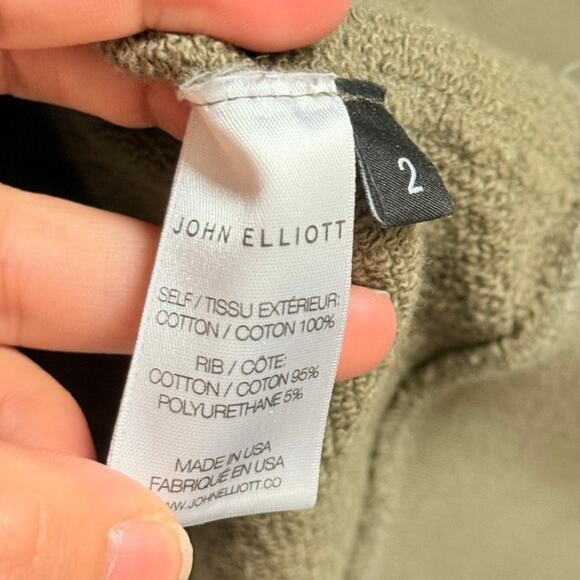 JOHN ELLIOTT
SELF / TISSU EXTÉRIEUR:
COTTON / COTON 100%
RIB / CÔTE:
COTTON / COTON 95%
POLYURETHANE 5%
MADE IN USA
FABRIQUÉ EN USA
WW.JOHNELLIOTT.CO
2